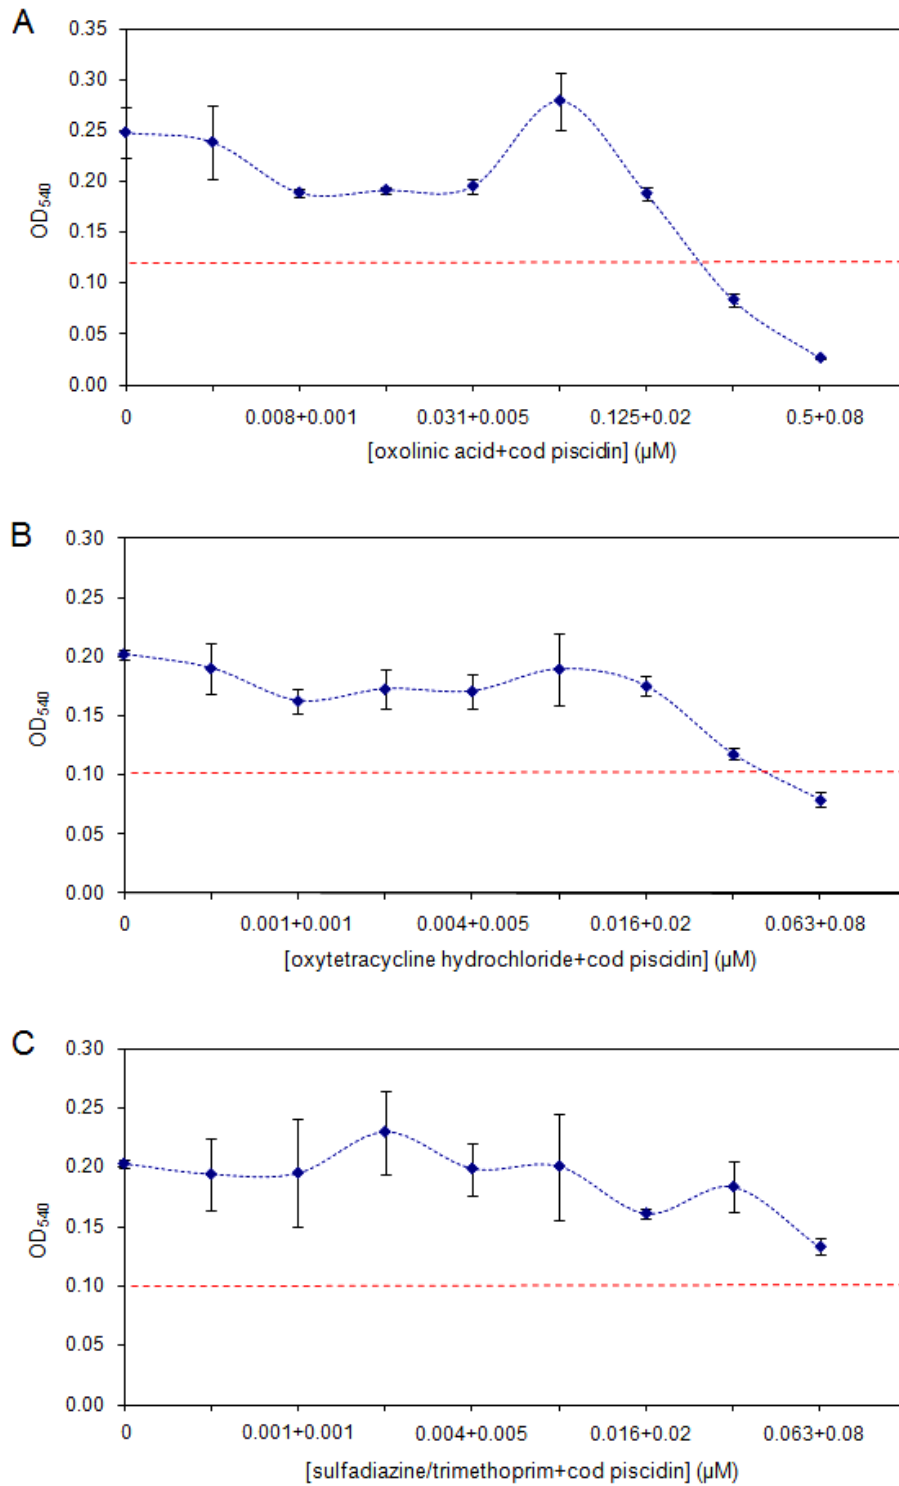 A
0.35
0.30
0.25
0.20
0.15
0.10
0.05
0.00
OD540
0 0.008+0.001 0.031+0.005 0.125+0.02 0.5+0.08
[oxolinic acid+cod piscidin] (µM)
B
0.30
0.25
0.20
0.15
0.10
0.05
0.00
OD540
0 0.001+0.001 0.004+0.005 0.016+0.02 0.063+0.08
[oxytetracycline hydrochloride+cod piscidin] (µM)
C
0.30
0.25
0.20
0.15
0.10
0.05
0.00
OD540
0 0.001+0.001 0.004+0.005 0.016+0.02 0.063+0.08
[sulfadiazine/trimethoprim+cod piscidin] (µM)